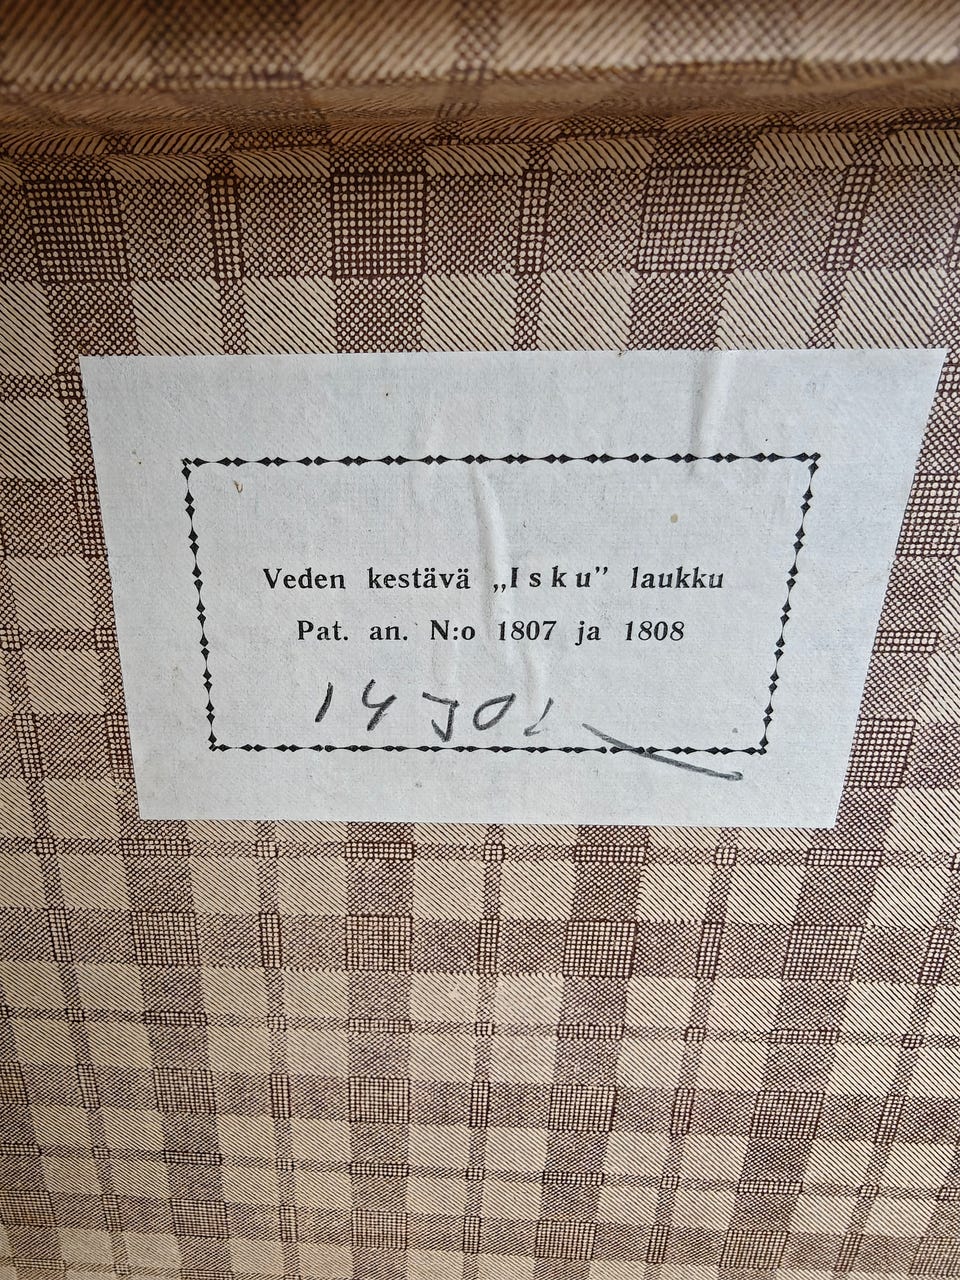 Veden kestävä „Isku” laukku
Pat. an. N:o 1807 ja 1808